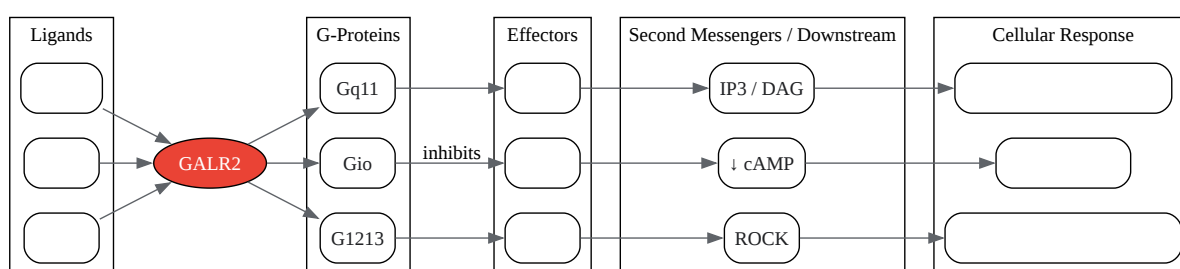 Ligands
G-Proteins
Effectors
Second Messengers / Downstream
Cellular Response
Gq11
IP3 / DAG
GALR2
Gio
inhibits
↓ cAMP
G1213
ROCK